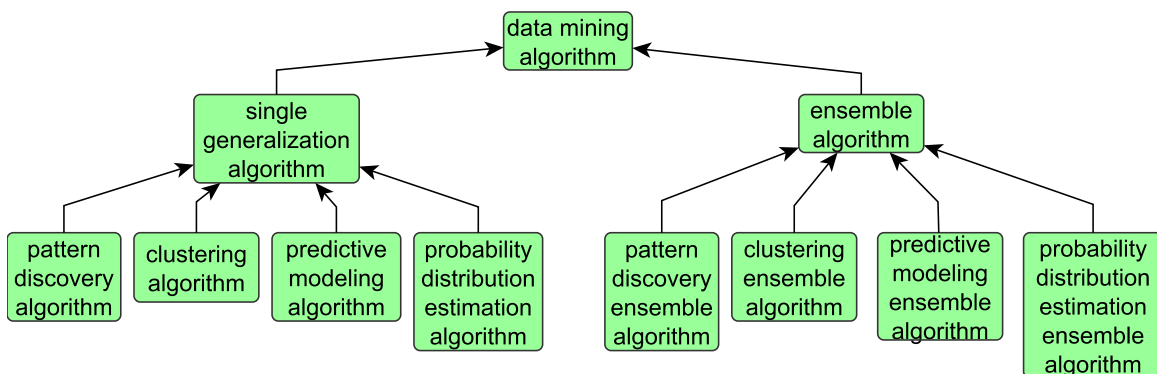 data mining
algorithm
single
generalization
algorithm
ensemble
algorithm
pattern
discovery
algorithm
clustering
algorithm
predictive
modeling
algorithm
probability
distribution
estimation
algorithm
pattern
discovery
ensemble
algorithm
clustering
ensemble
algorithm
predictive
modeling
ensemble
algorithm
probability
distribution
estimation
ensemble
algorithm